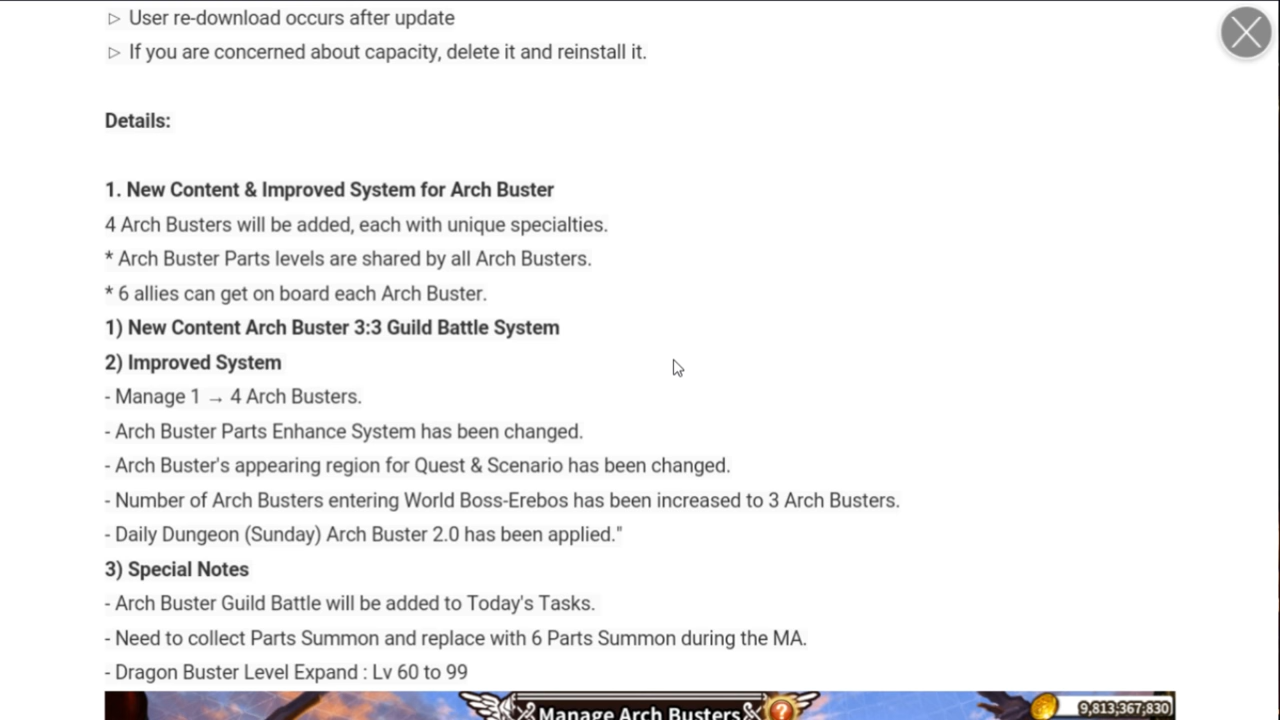 ▷ User re-download occurs after update
▷ If you are concerned about capacity, delete it and reinstall it.
Details:
1. New Content & Improved System for Arch Buster
4 Arch Busters will be added, each with unique specialties.
* Arch Buster Parts levels are shared by all Arch Busters.
* 6 allies can get on board each Arch Buster.
1) New Content Arch Buster 3:3 Guild Battle System
2) Improved System
- Manage 1 → 4 Arch Busters.
- Arch Buster Parts Enhance System has been changed.
- Arch Buster's appearing region for Quest & Scenario has been changed.
- Number of Arch Busters entering World Boss-Erebos has been increased to 3 Arch Busters.
- Daily Dungeon (Sunday) Arch Buster 2.0 has been applied."
3) Special Notes
- Arch Buster Guild Battle will be added to Today's Tasks.
- Need to collect Parts Summon and replace with 6 Parts Summon during the MA.
- Dragon Buster Level Expand : Lv 60 to 99
Manage Arch Busters ? 9,813,367,830